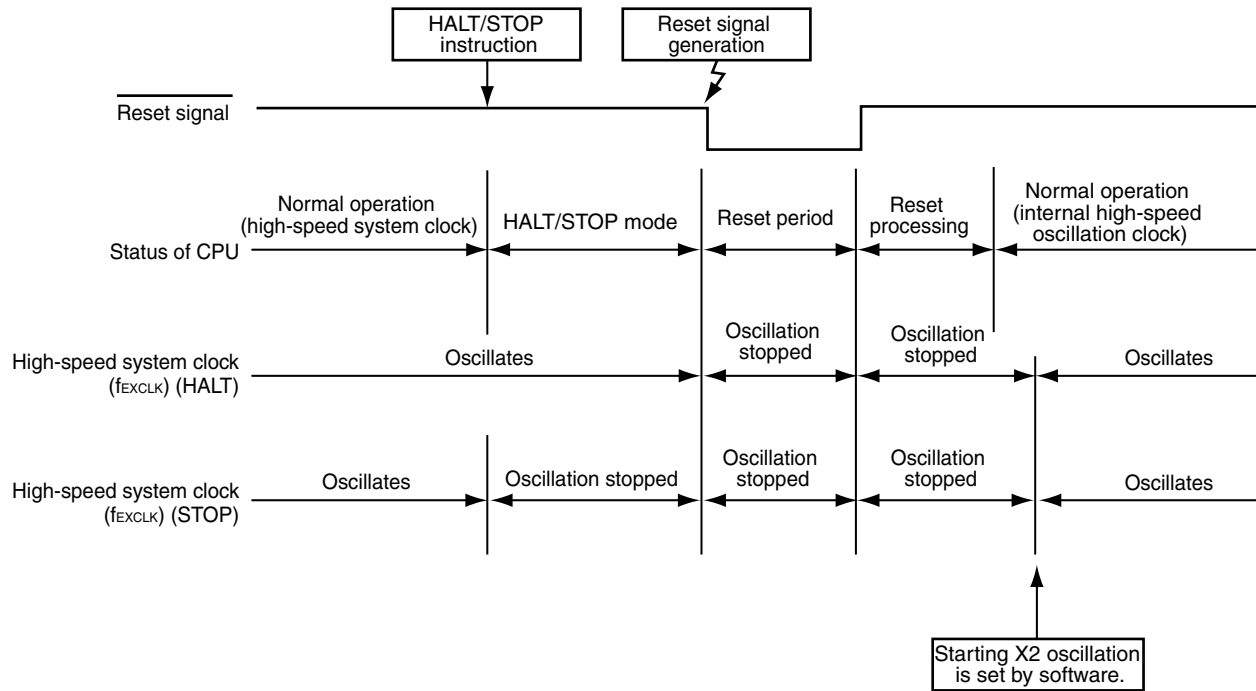 HALT/STOP
instruction
Reset signal
generation
Reset signal
Normal operation
(high-speed system clock)
HALT/STOP mode
Reset period
Reset
processing
Normal operation
(internal high-speed
oscillation clock)
Status of CPU
High-speed system clock
(fEXCLK) (HALT)
Oscillates
Oscillation
stopped
Oscillation
stopped
Oscillates
High-speed system clock
(fEXCLK) (STOP)
Oscillates
Oscillation stopped
Oscillation
stopped
Oscillation
stopped
Oscillates
Starting X2 oscillation
is set by software.